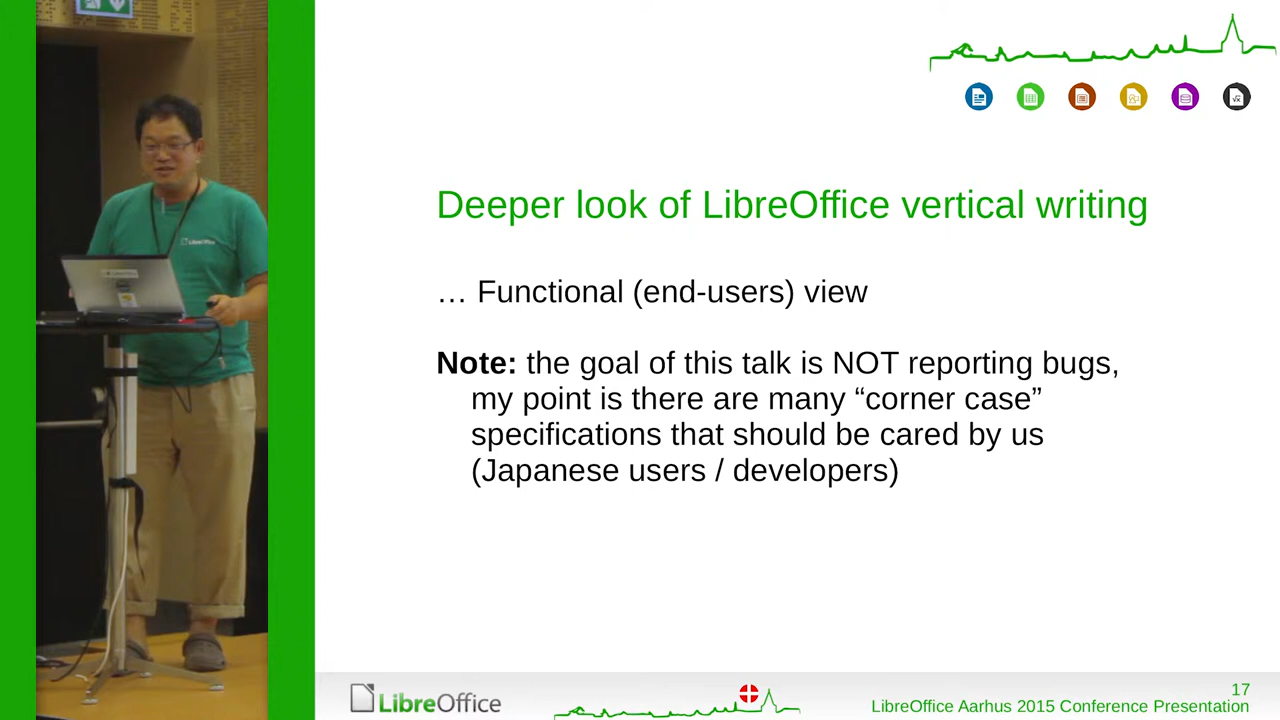 Deeper look of LibreOffice vertical writing
… Functional (end-users) view
Note: the goal of this talk is NOT reporting bugs,
my point is there are many “corner case”
specifications that should be cared by us
(Japanese users / developers)
LibreOffice
17
LibreOffice Aarhus 2015 Conference Presentation
LibreOffice